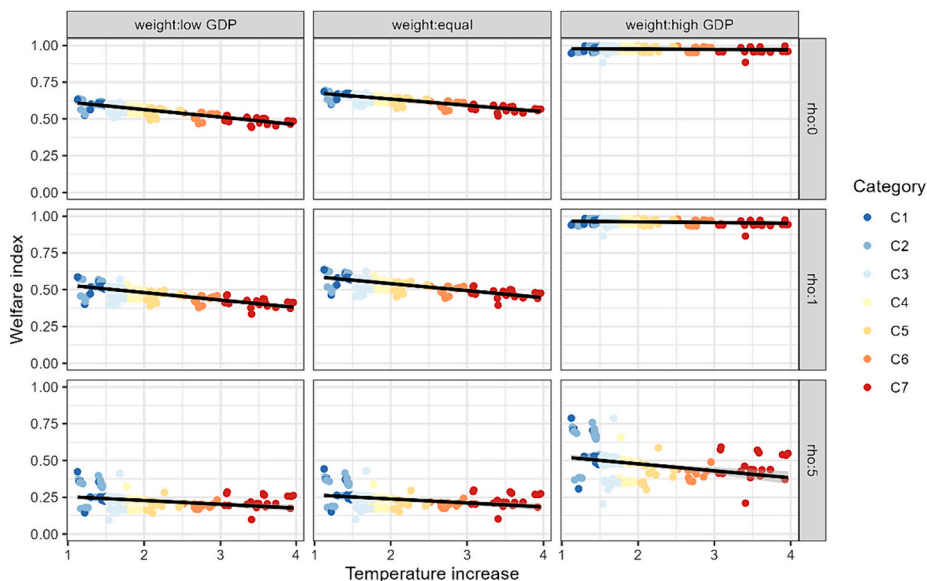 weight:low GDP weight:equal weight:high GDP
1.00
0.75
0.50
0.25
0.00
rho:0
1.00
0.75
0.50
0.25
0.00
rho:1
1.00
0.75
0.50
0.25
0.00
rho:5
Welfare index
1 2 3 4 1 2 3 4 1 2 3 4
Temperature increase
Category
C1
C2
C3
C4
C5
C6
C7